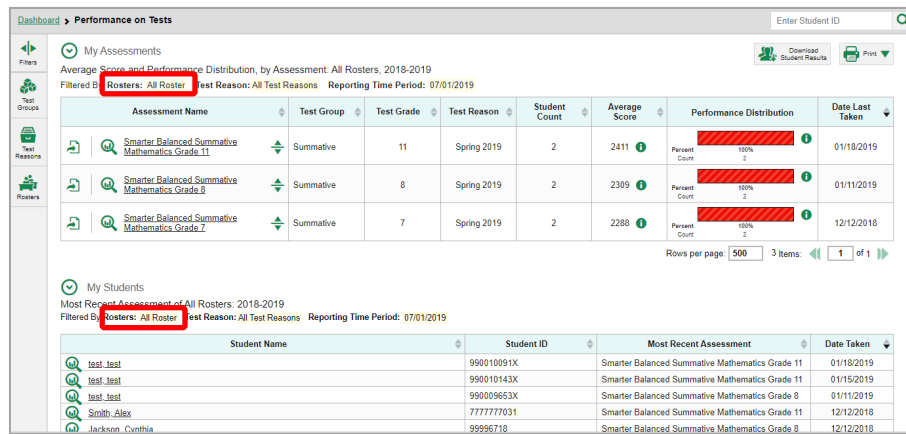 Dashboard > Performance on Tests
Enter Student ID
Filters
Test Groups
Test Reasons
Rosters
My Assessments
Download Student Results
Print
Average Score and Performance Distribution, by Assessment: All Rosters, 2018-2019
Filtered By Rosters: All Roster Test Reason: All Test Reasons Reporting Time Period: 07/01/2019
Assessment Name Test Group Test Grade Test Reason Student Count Average Score Performance Distribution Date Last Taken
Smarter Balanced Summative Mathematics Grade 11 Summative 11 Spring 2019 2 2411 Percent 100% Count 2 01/18/2019
Smarter Balanced Summative Mathematics Grade 8 Summative 8 Spring 2019 2 2309 Percent 100% Count 2 01/11/2019
Smarter Balanced Summative Mathematics Grade 7 Summative 7 Spring 2019 2 2288 Percent 100% Count 2 12/12/2018
Rows per page: 500 3 Items: 1 of 1
My Students
Most Recent Assessment of All Rosters: 2018-2019
Filtered By Rosters: All Roster Test Reason: All Test Reasons Reporting Time Period: 07/01/2019
Student Name Student ID Most Recent Assessment Date Taken
test, test 990010091X Smarter Balanced Summative Mathematics Grade 11 01/18/2019
test, test 990010143X Smarter Balanced Summative Mathematics Grade 11 01/15/2019
test, test 990009653X Smarter Balanced Summative Mathematics Grade 8 01/11/2019
Smith, Alex 7777777031 Smarter Balanced Summative Mathematics Grade 11 12/12/2018
Jackson, Cynthia 99996718 Smarter Balanced Summative Mathematics Grade 8 12/12/2018